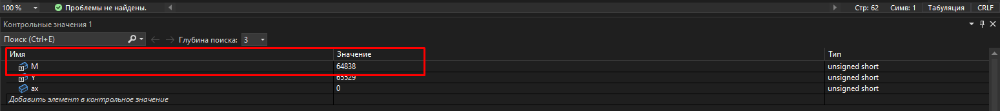 100 % Проблемы не найдены. Стр: 62 Симв: 1 Табуляция CRLF
Контрольные значения 1
Поиск (Ctrl+E) Глубина поиска: 3
Имя Значение Тип
M 64838 unsigned short
Y 65529 unsigned short
ax 0 unsigned short
Добавить элемент в контрольное значение